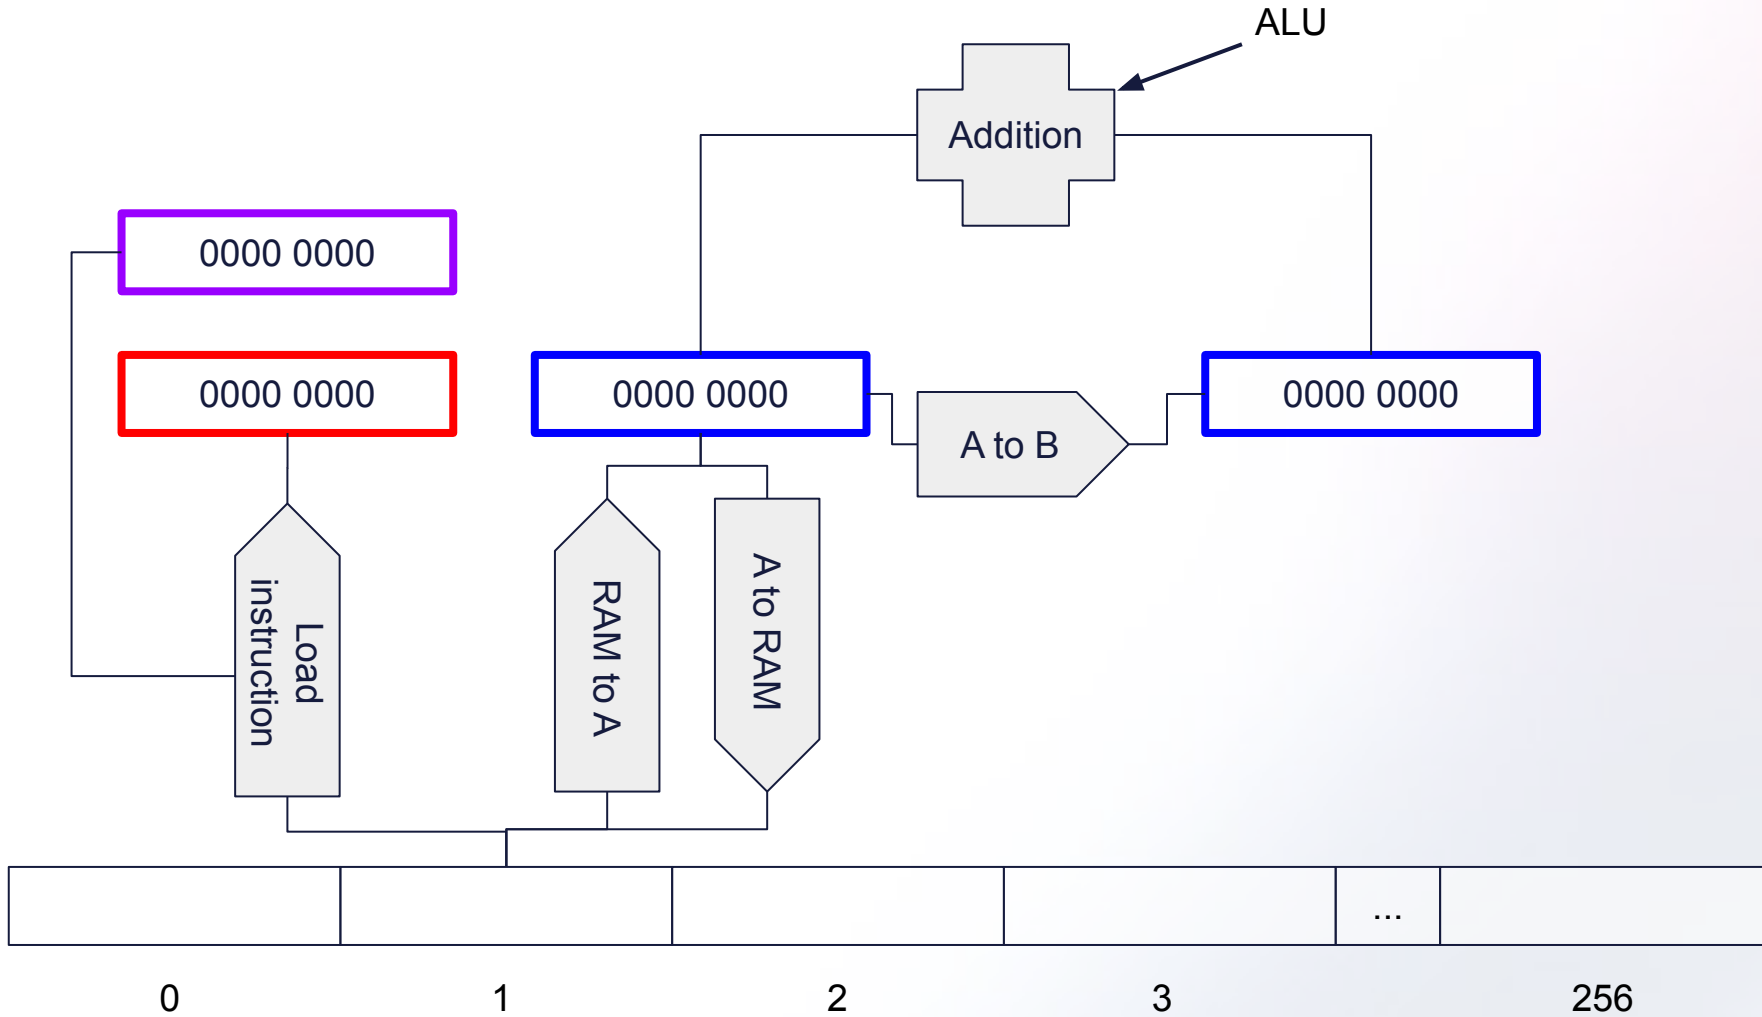 ALU
Addition
0000 0000
0000 0000
0000 0000
0000 0000
A to B
Load
instruction
RAM to A
A to RAM
...
0
1
2
3
256